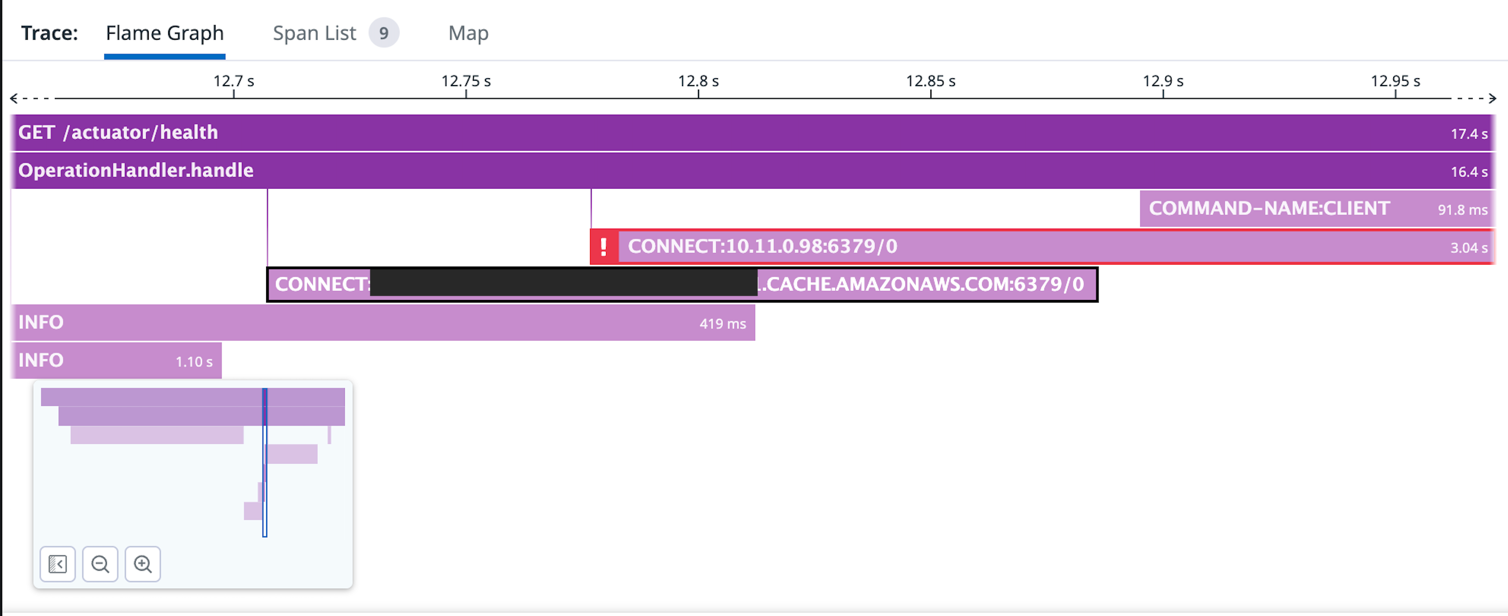 Trace: Flame Graph Span List 9 Map
12.7 s 12.75 s 12.8 s 12.85 s 12.9 s 12.95 s
GET /actuator/health 17.4 s
OperationHandler.handle 16.4 s
COMMAND-NAME:CLIENT 91.8 ms
! CONNECT:10.11.0.98:6379/0 3.04 s
CONNECT: .CACHE.AMAZONAWS.COM:6379/0
INFO 419 ms
INFO 1.10 s